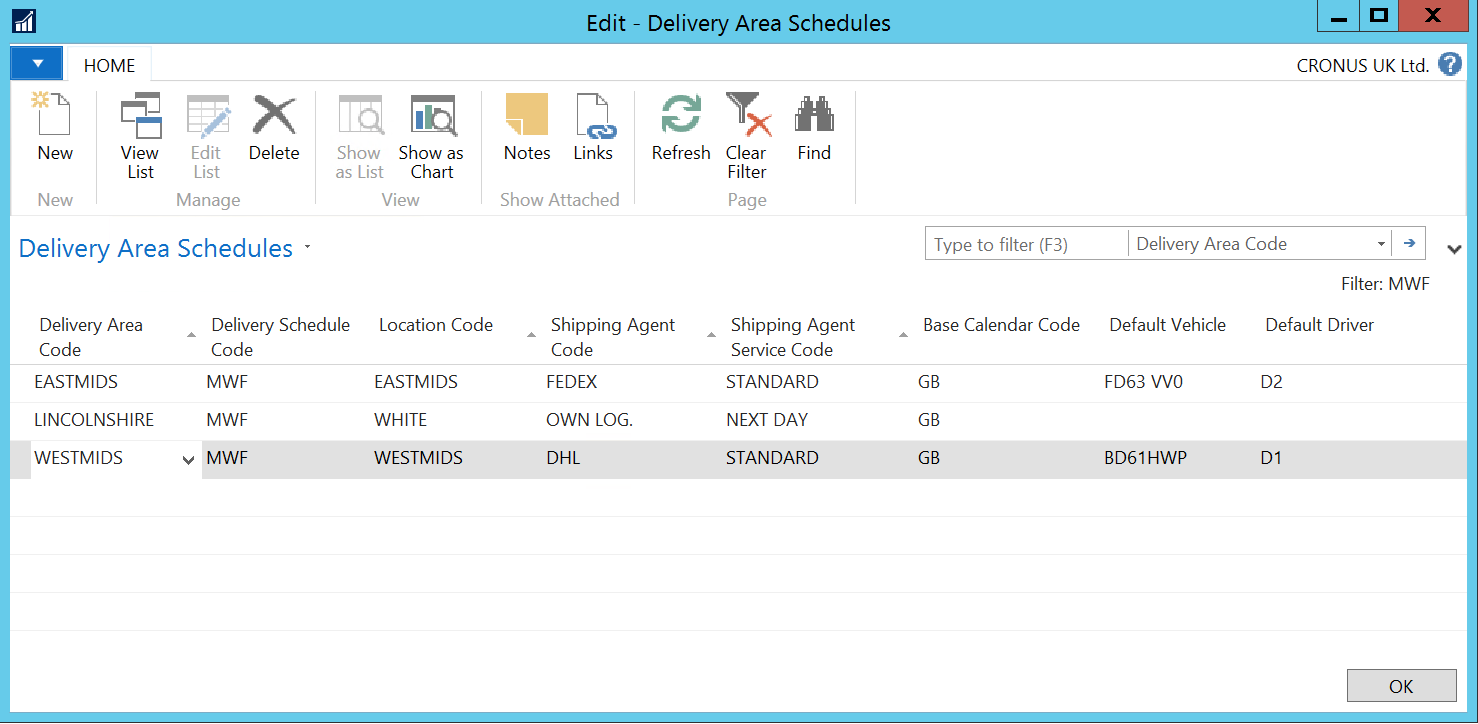 Edit - Delivery Area Schedules
HOME
CRONUS UK Ltd.
New
View List
Edit List
Delete
Show as List
Show as Chart
Notes
Links
Refresh
Clear Filter
Find
New
Manage
View
Show Attached
Page
Delivery Area Schedules
Type to filter (F3) Delivery Area Code
Filter: MWF
Delivery Area Code Delivery Schedule Code Location Code Shipping Agent Code Shipping Agent Service Code Base Calendar Code Default Vehicle Default Driver
EASTMIDS MWF EASTMIDS FEDEX STANDARD GB FD63 VV0 D2
LINCOLNSHIRE MWF WHITE OWN LOG. NEXT DAY GB
WESTMIDS MWF WESTMIDS DHL STANDARD GB BD61HWP D1
OK